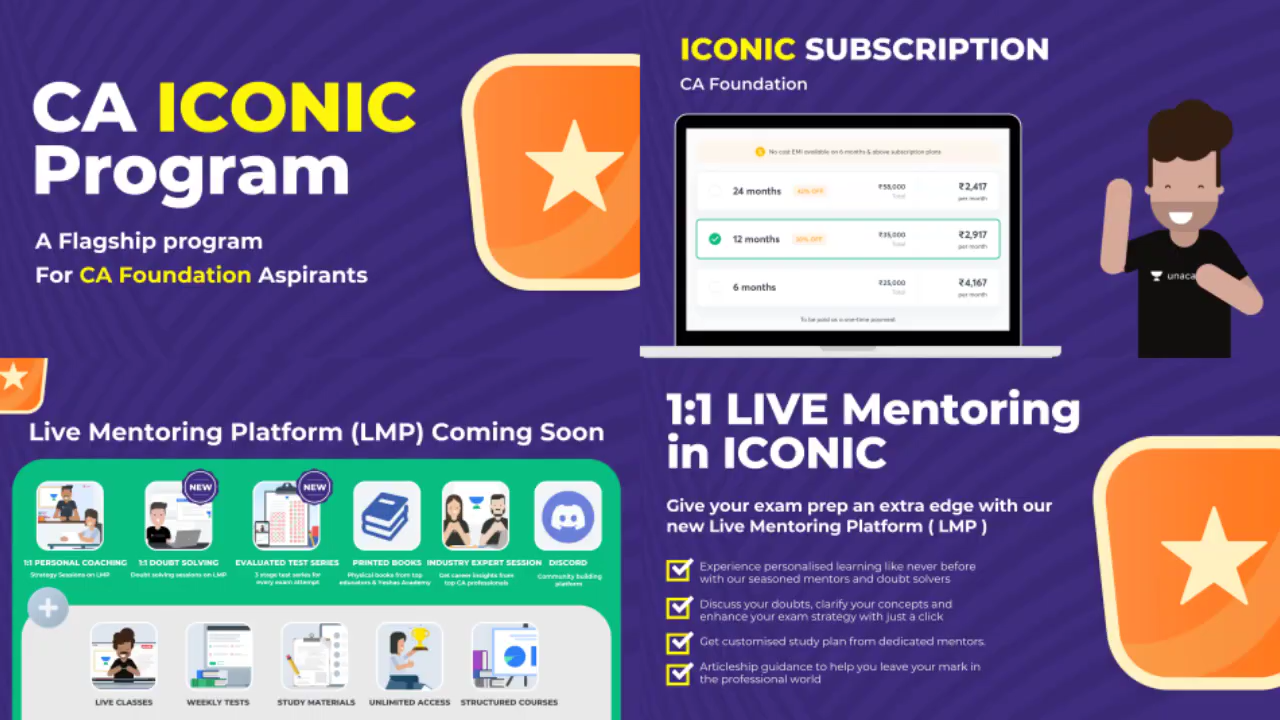 CA ICONIC
Program
A Flagship program
For CA Foundation Aspirants
ICONIC SUBSCRIPTION
CA Foundation
No cost EMI available on 6 months & above subscription plans
24 months 42% OFF ₹58,000 ₹2,417
Total per month
12 months 30% OFF ₹35,000 ₹2,917
Total per month
6 months ₹25,000 ₹4,167
Total per month
To be paid as a one-time payment
unaca
Live Mentoring Platform (LMP) Coming Soon
NEW
NEW
1:1 PERSONAL COACHING
Strategy Sessions on LMP
1:1 DOUBT SOLVING
Doubt solving sessions on LMP
EVALUATED TEST SERIES
3 stage test series for
every exam attempt
PRINTED BOOKS
Physical books from top
educators & Yashas Academy
INDUSTRY EXPERT SESSION
Get career insights from
top CA professionals
DISCORD
Community building
platform
LIVE CLASSES
WEEKLY TESTS
STUDY MATERIALS
UNLIMITED ACCESS
STRUCTURED COURSES
1:1 LIVE Mentoring
in ICONIC
Give your exam prep an extra edge with our
new Live Mentoring Platform ( LMP )
Experience personalised learning like never before
with our seasoned mentors and doubt solvers
Discuss your doubts, clarify your concepts and
enhance your exam strategy with just a click
Get customised study plan from dedicated mentors.
Articleship guidance to help you leave your mark in
the professional world